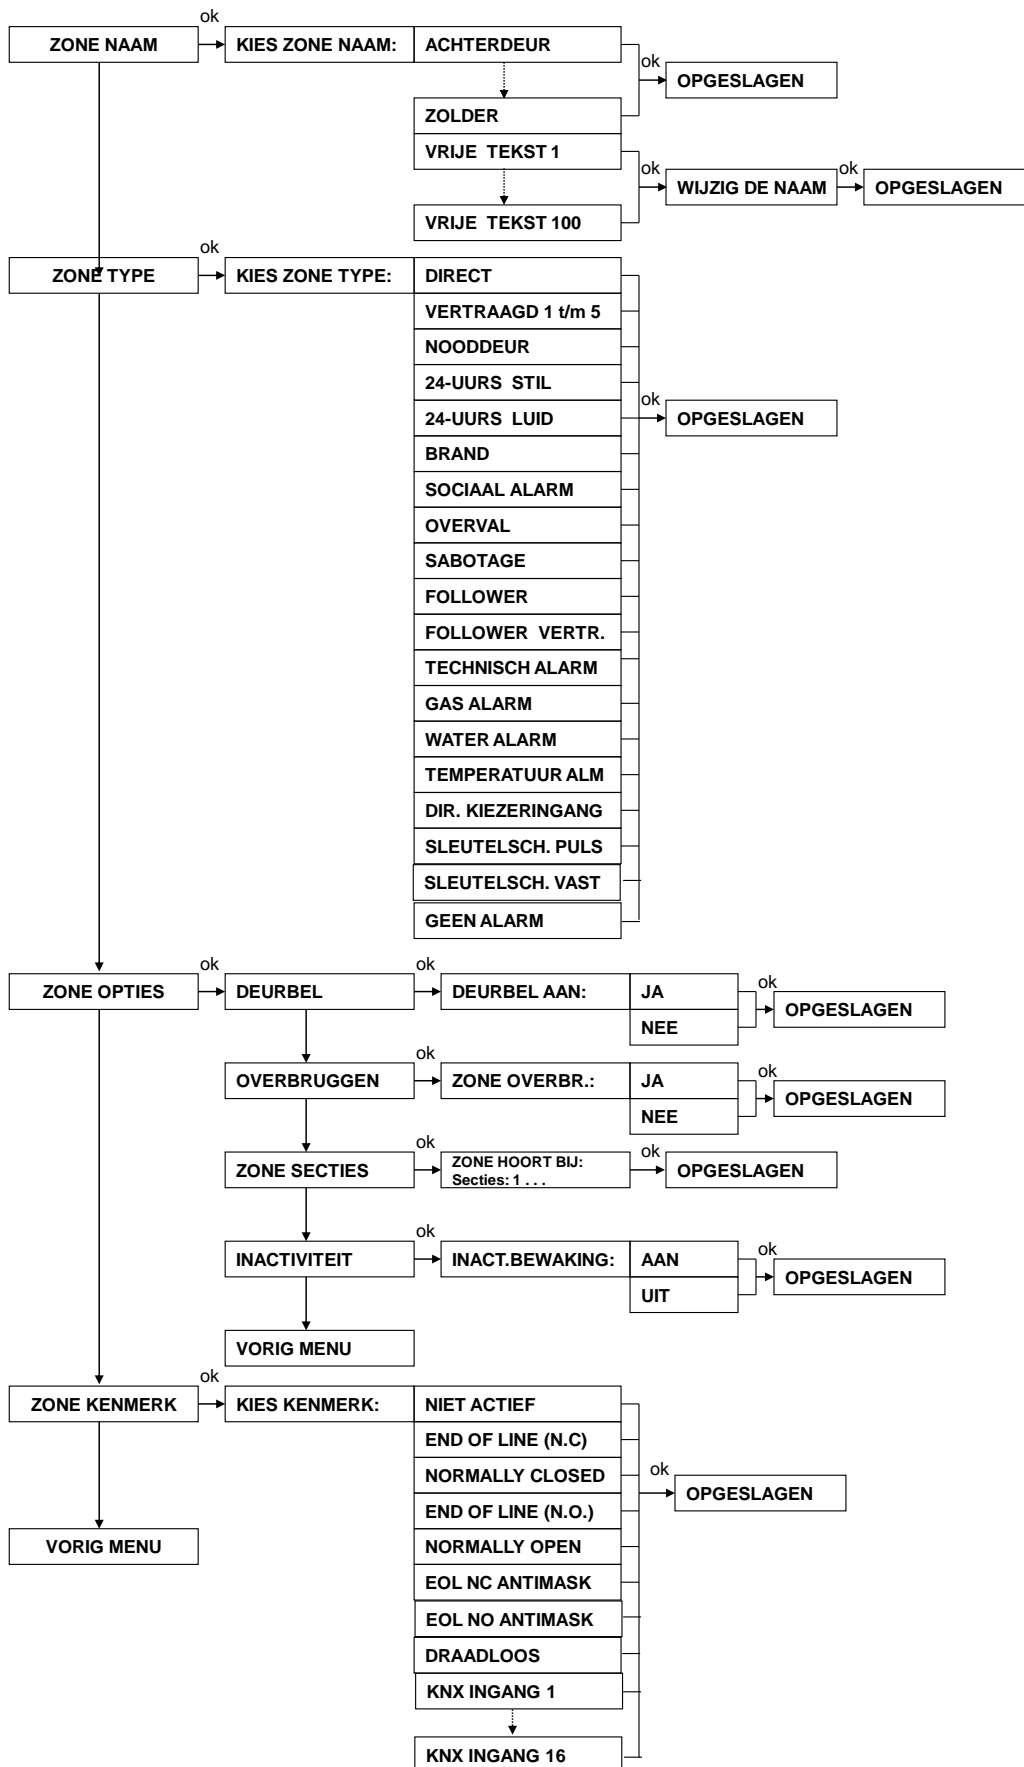 ok
ZONE NAAM
KIES ZONE NAAM:
ACHTERDEUR
ok
OPGESLAGEN
ZOLDER
VRIJE TEKST 1
ok
WIJZIG DE NAAM
ok
OPGESLAGEN
VRIJE TEKST 100
ok
ZONE TYPE
KIES ZONE TYPE:
DIRECT
VERTRAAGD 1 t/m 5
NOODDEUR
24-UURS STIL
ok
24-UURS LUID
OPGESLAGEN
BRAND
SOCIAAL ALARM
OVERVAL
SABOTAGE
FOLLOWER
FOLLOWER VERTR.
TECHNISCH ALARM
GAS ALARM
WATER ALARM
TEMPERATUUR ALM
DIR. KIEZERINGANG
SLEUTELSCH. PULS
SLEUTELSCH. VAST
GEEN ALARM
ok
ok
ZONE OPTIES
DEURBEL
DEURBEL AAN:
JA
ok
OPGESLAGEN
NEE
ok
OVERBRUGGEN
ZONE OVERBR.:
JA
ok
OPGESLAGEN
NEE
ok
ZONE SECTIES
ZONE HOORT BIJ:
Secties: 1 . . .
ok
OPGESLAGEN
ok
INACTIVITEIT
INACT.BEWAKING:
AAN
ok
OPGESLAGEN
UIT
VORIG MENU
ok
ZONE KENMERK
KIES KENMERK:
NIET ACTIEF
END OF LINE (N.C)
NORMALLY CLOSED
ok
OPGESLAGEN
END OF LINE (N.O.)
VORIG MENU
NORMALLY OPEN
EOL NC ANTIMASK
EOL NO ANTIMASK
DRAADLOOS
KNX INGANG 1
KNX INGANG 16